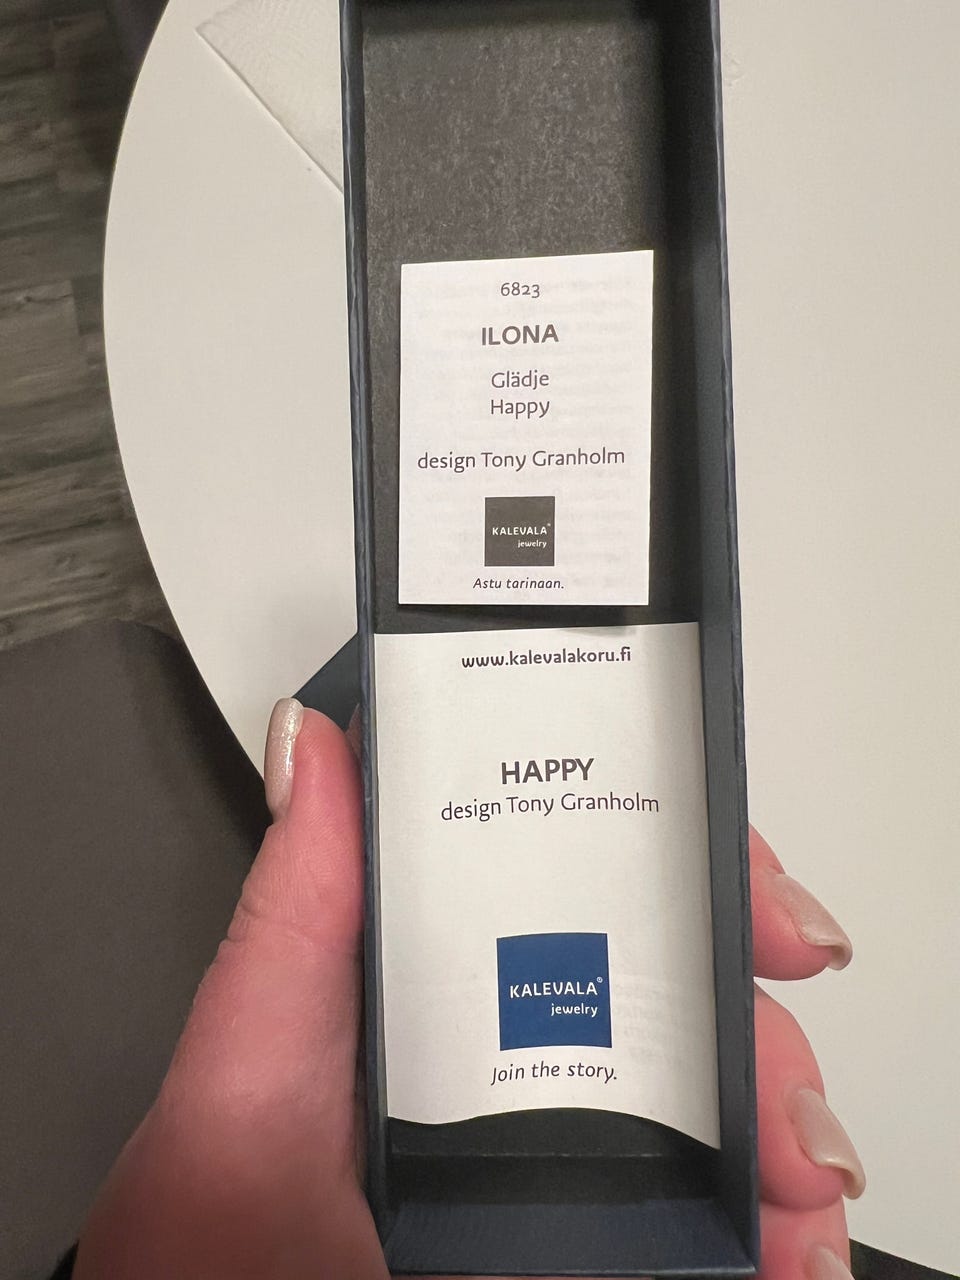 6823
ILONA
Glädje
Happy
design Tony Granholm
KALEVALA®
jewelry
Astu tarinaan.
www.kalevalakoru.fi
HAPPY
design Tony Granholm
KALEVALA®
jewelry
Join the story.